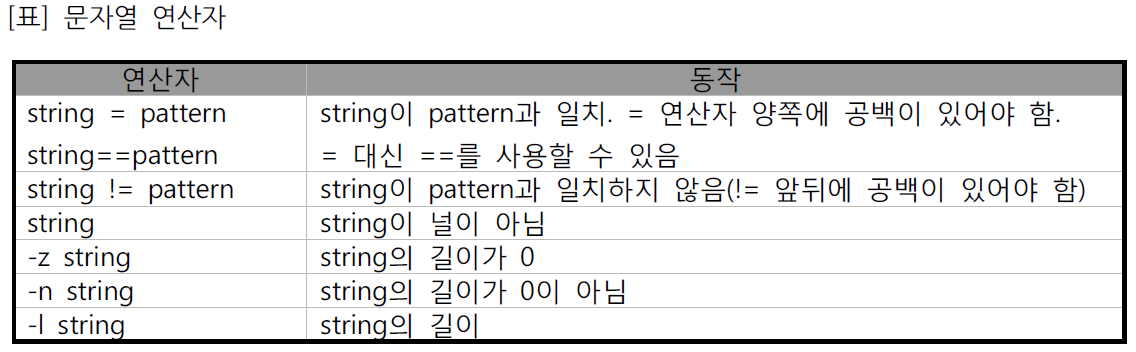 [표] 문자열 연산자
연산자 동작
string = pattern string이 pattern과 일치. = 연산자 양쪽에 공백이 있어야 함.
string==pattern = 대신 ==를 사용할 수 있음
string != pattern string이 pattern과 일치하지 않음(!= 앞뒤에 공백이 있어야 함)
string string이 널이 아님
-z string string의 길이가 0
-n string string의 길이가 0이 아님
-l string string의 길이